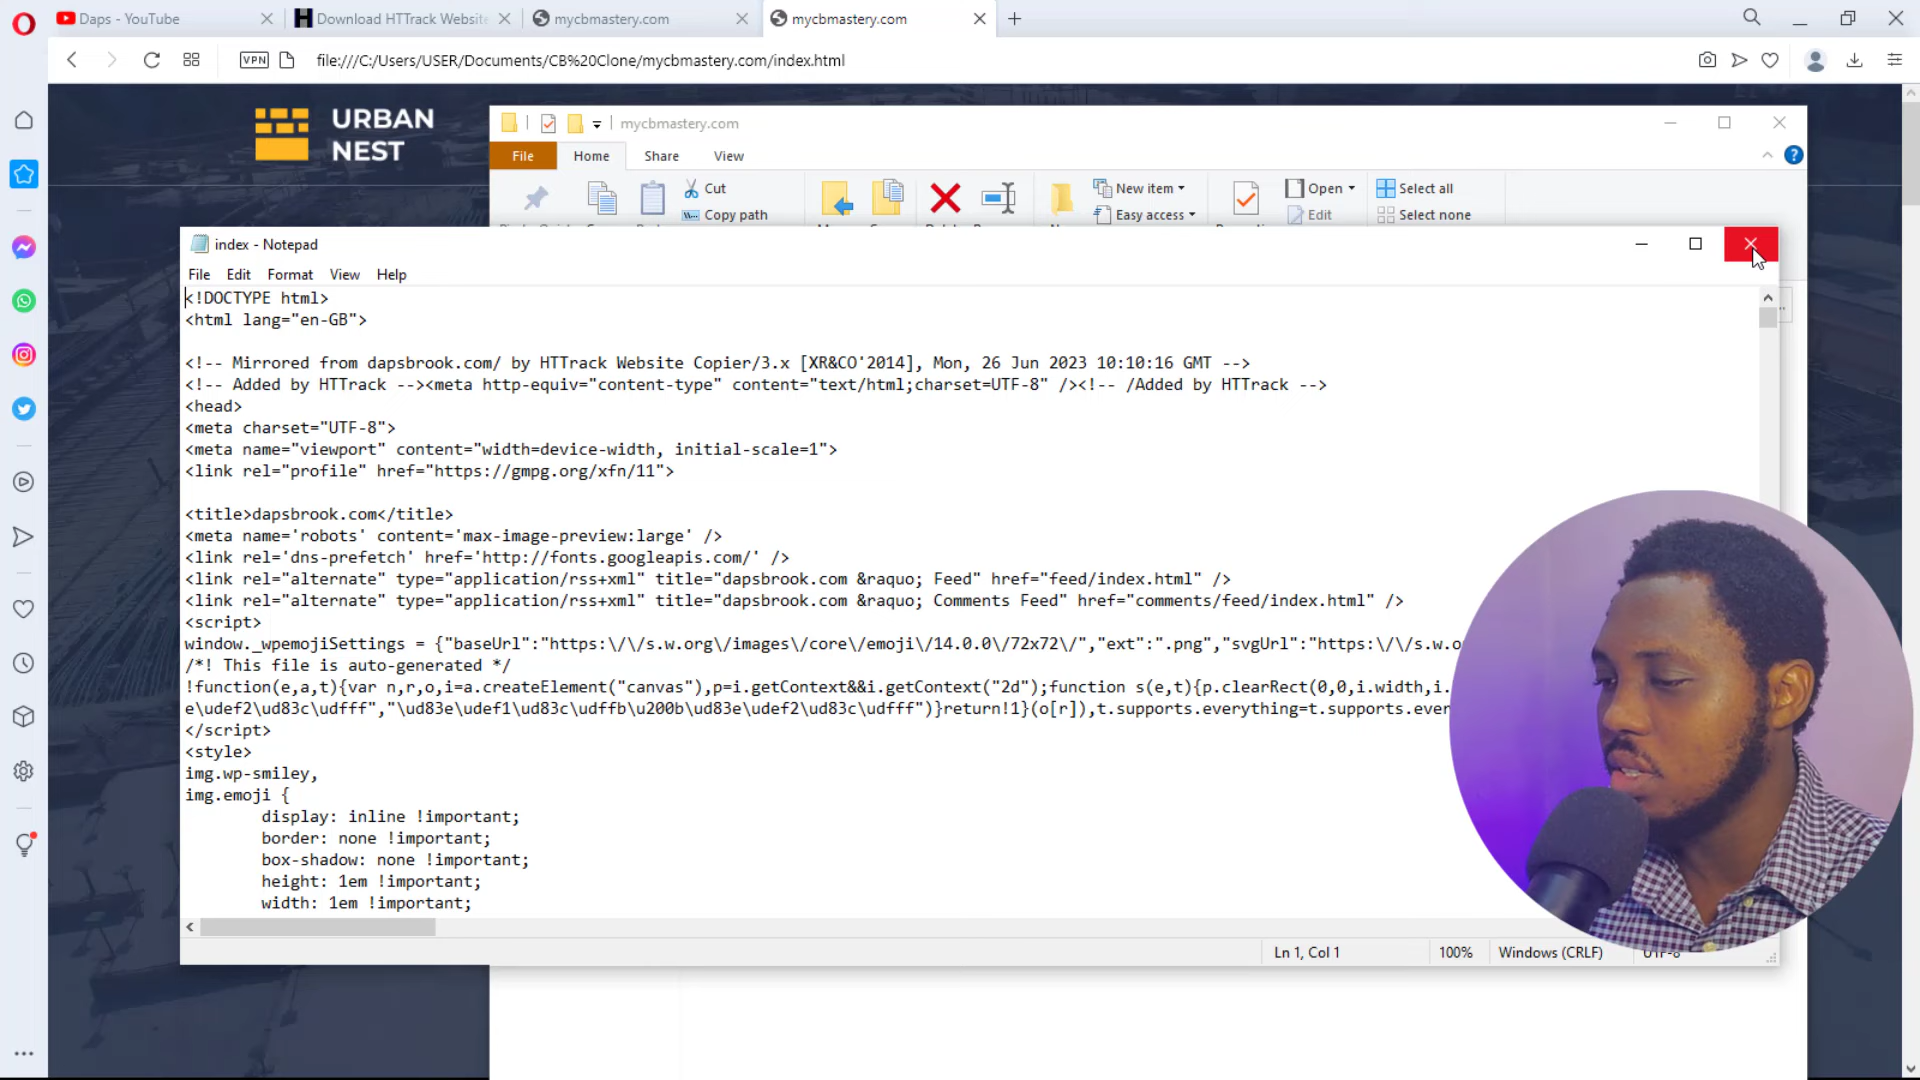 Daps - YouTube
Download HTTrack Website
mycbmastery.com
mycbmastery.com
VPN
file:///C:/Users/USER/Documents/CB%20Clone/mycbmastery.com/index.html
URBAN
NEST
mycbmastery.com
File Home Share View
Cut
Copy path
New item
Easy access
Open
Edit
Select all
Select none
index - Notepad
File Edit Format View Help
<!DOCTYPE html>
<html lang="en-GB">
<!-- Mirrored from dapsbrook.com/ by HTTrack Website Copier/3.x [XR&CO'2014], Mon, 26 Jun 2023 10:10:16 GMT -->
<!-- Added by HTTrack --><meta http-equiv="content-type" content="text/html;charset=UTF-8" /><!-- /Added by HTTrack -->
<head>
<meta charset="UTF-8">
<meta name="viewport" content="width=device-width, initial-scale=1">
<link rel="profile" href="https://gmpg.org/xfn/11">
<title>dapsbrook.com</title>
<meta name='robots' content='max-image-preview:large' />
<link rel='dns-prefetch' href='http://fonts.googleapis.com/' />
<link rel="alternate" type="application/rss+xml" title="dapsbrook.com &raquo; Feed" href="feed/index.html" />
<link rel="alternate" type="application/rss+xml" title="dapsbrook.com &raquo; Comments Feed" href="comments/feed/index.html" />
<script>
window._wpemojiSettings = {"baseUrl":"https:\/\/s.w.org\/images\/core\/emoji\/14.0.0\/72x72\/","ext":".png","svgUrl":"https:\/\/s.w.o
/*! This file is auto-generated */
!function(e,a,t){var n,r,o,i=a.createElement("canvas"),p=i.getContext&&i.getContext("2d");function s(e,t){p.clearRect(0,0,i.width,i.
e\udef2\ud83c\udfff","\ud83e\udef1\ud83c\udffb\u200b\ud83e\udef2\ud83c\udfff")}return!1}(o[r]),t.supports.everything=t.supports.ever
</script>
<style>
img.wp-smiley,
img.emoji {
display: inline !important;
border: none !important;
box-shadow: none !important;
height: 1em !important;
width: 1em !important;
Ln 1, Col 1
100%
Windows (CRLF)
UTF-8